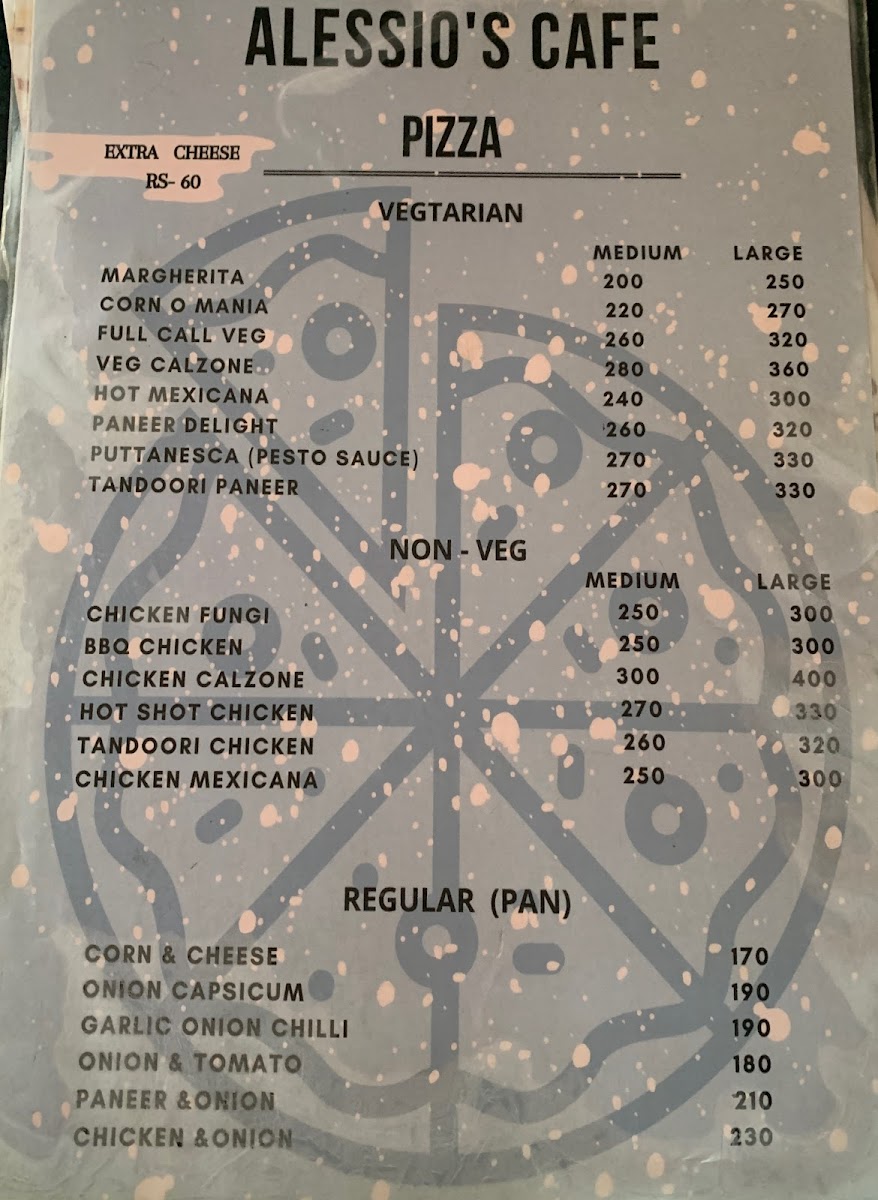 ALESSIO'S CAFE
PIZZA
EXTRA CHEESE
RS- 60
VEGTARIAN
MEDIUM LARGE
MARGHERITA 200 250
CORN O MANIA 220 270
FULL CALL VEG 260 320
VEG CALZONE 280 360
HOT MEXICANA 240 300
PANEER DELIGHT 260 320
PUTTANESCA (PESTO SAUCE) 270 330
TANDOORI PANEER 270 330
NON - VEG
MEDIUM LARGE
CHICKEN FUNGI 250 300
BBQ CHICKEN 250 300
CHICKEN CALZONE 300 400
HOT SHOT CHICKEN 270 330
TANDOORI CHICKEN 260 320
CHICKEN MEXICANA 250 300
REGULAR (PAN)
CORN & CHEESE 170
ONION CAPSICUM 190
GARLIC ONION CHILLI 190
ONION & TOMATO 180
PANEER &ONION 210
CHICKEN &ONION 230